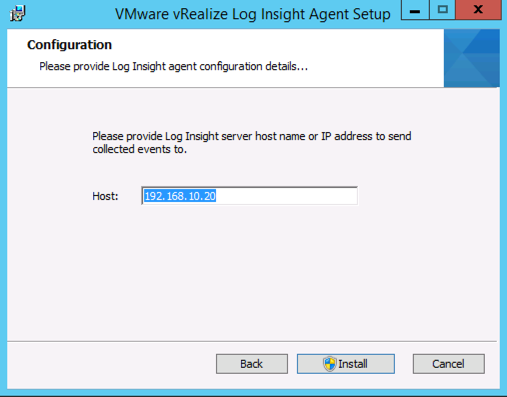 VMware vRealize Log Insight Agent Setup
Configuration
Please provide Log Insight agent configuration details...
Please provide Log Insight server host name or IP address to send
collected events to.
Host: 192.168.10.20
Back Install Cancel